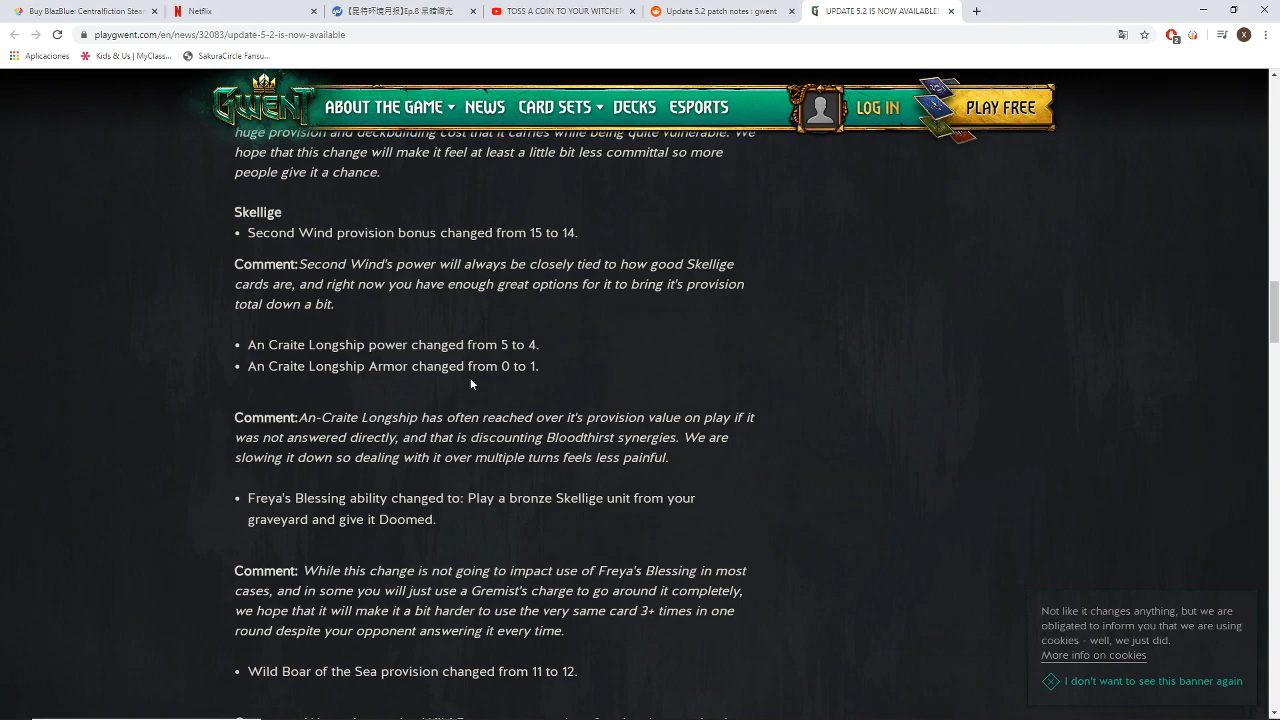 Buy BlazBlue: Centralfiction Stear
Netflix
TOSS A COIN TO YOUR WITCHER
Update 5.2 patch notes : gwent
UPDATE 5.2 IS NOW AVAILABLE!
playgwent.com/en/news/32083/update-5-2-is-now-available
2
X
Aplicaciones
Kids & Us | MyClass...
SakuraCircle Fansu...
GWENT
ABOUT THE GAME
NEWS
CARD SETS
DECKS
ESPORTS
LOG IN
PLAY FREE
huge provision and deckbuilding cost that it carries while being quite vulnerable. We
hope that this change will make it feel at least a little bit less committal so more
people give it a chance.
Skellige
• Second Wind provision bonus changed from 15 to 14.
Comment: Second Wind's power will always be closely tied to how good Skellige
cards are, and right now you have enough great options for it to bring it's provision
total down a bit.
• An Craite Longship power changed from 5 to 4.
• An Craite Longship Armor changed from 0 to 1.
Comment: An-Craite Longship has often reached over it's provision value on play if it
was not answered directly, and that is discounting Bloodthirst synergies. We are
slowing it down so dealing with it over multiple turns feels less painful.
• Freya's Blessing ability changed to: Play a bronze Skellige unit from your
graveyard and give it Doomed.
Comment: While this change is not going to impact use of Freya's Blessing in most
cases, and in some you will just use a Gremist's charge to go around it completely,
we hope that it will make it a bit harder to use the very same card 3+ times in one
round despite your opponent answering it every time.
• Wild Boar of the Sea provision changed from 11 to 12.
Not like it changes anything, but we are
obligated to inform you that we are using
cookies - well, we just did.
More info on cookies
I don't want to see this banner again